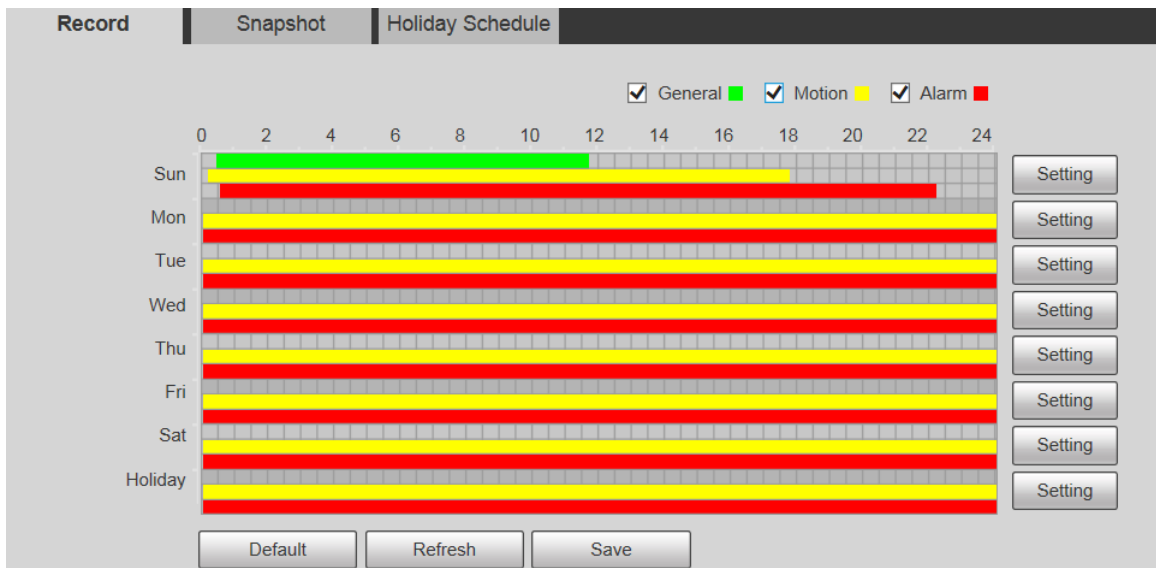 Record Snapshot Holiday Schedule
General Motion Alarm
0 2 4 6 8 10 12 14 16 18 20 22 24
Sun Setting
Mon Setting
Tue Setting
Wed Setting
Thu Setting
Fri Setting
Sat Setting
Holiday Setting
Default Refresh Save